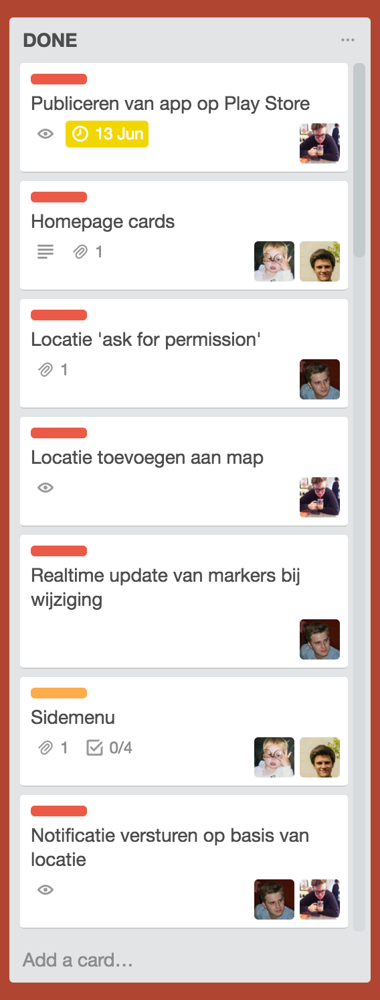 DONE
Publiceren van app op Play Store
13 Jun
Homepage cards
1
Locatie 'ask for permission'
1
Locatie toevoegen aan map
Realtime update van markers bij
wijziging
Sidemenu
1 0/4
Notificatie versturen op basis van
locatie
Add a card...